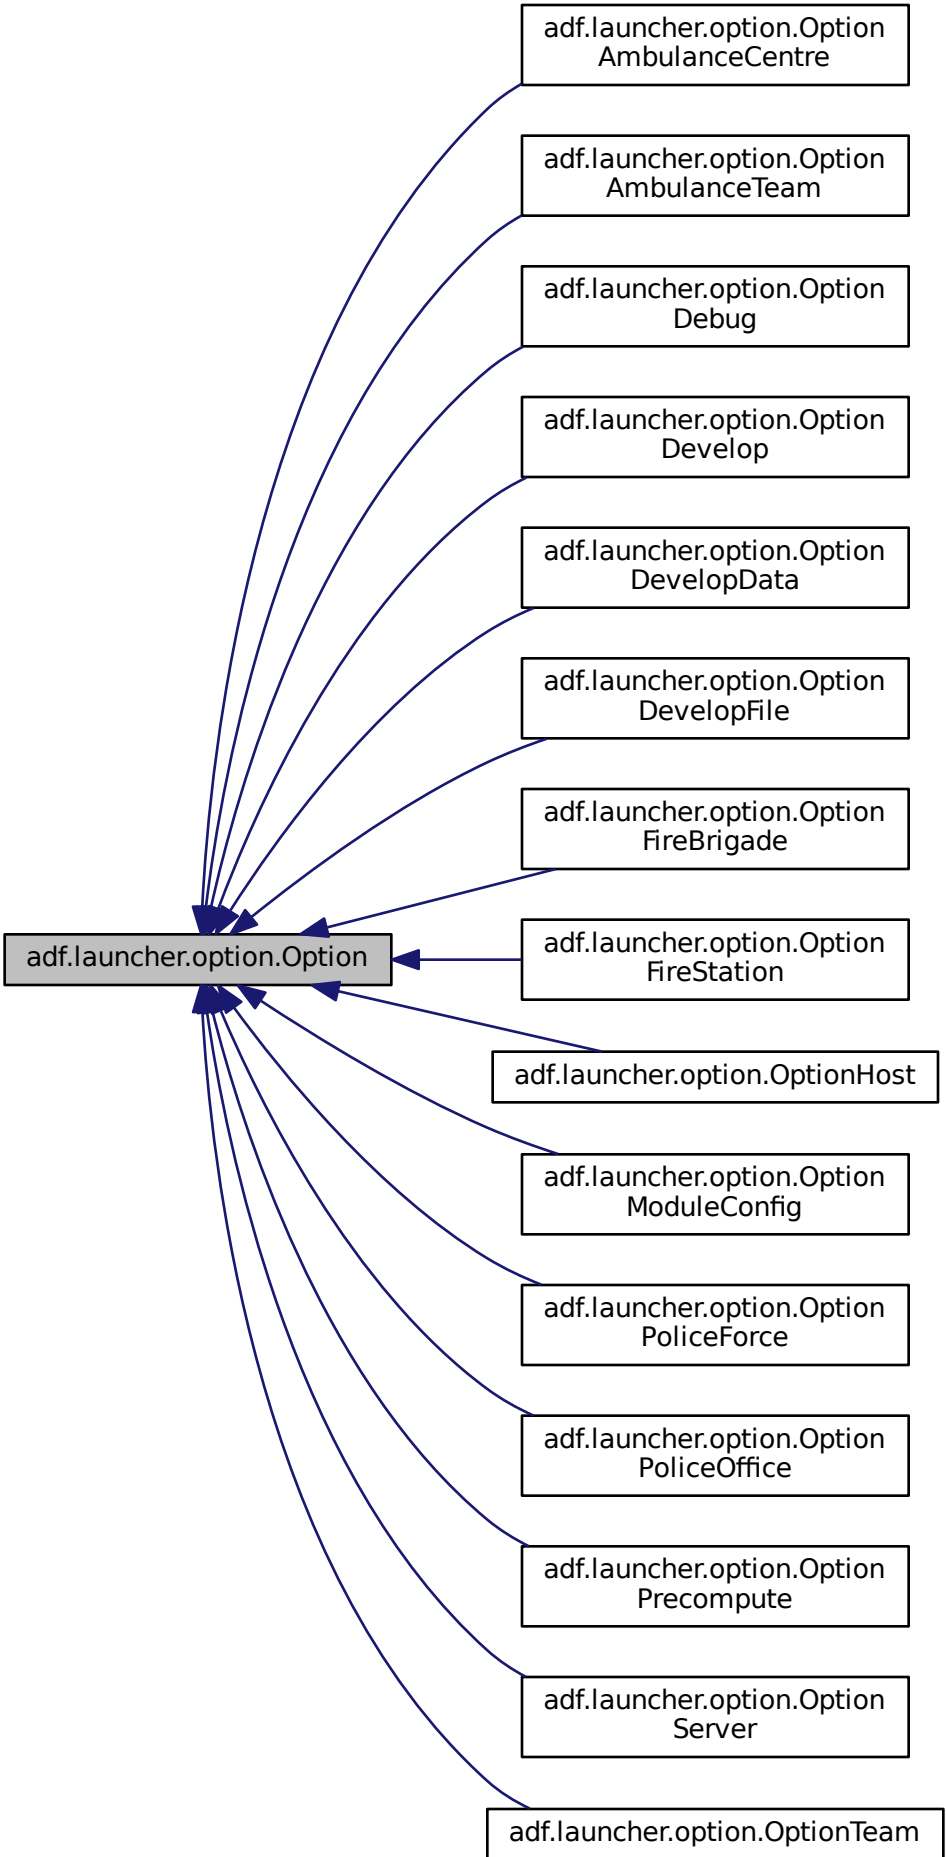 adf.launcher.option.Option
AmbulanceCentre
adf.launcher.option.Option
AmbulanceTeam
adf.launcher.option.Option
Debug
adf.launcher.option.Option
Develop
adf.launcher.option.Option
DevelopData
adf.launcher.option.Option
DevelopFile
adf.launcher.option.Option
FireBrigade
adf.launcher.option.Option
adf.launcher.option.Option
FireStation
adf.launcher.option.OptionHost
adf.launcher.option.Option
ModuleConfig
adf.launcher.option.Option
PoliceForce
adf.launcher.option.Option
PoliceOffice
adf.launcher.option.Option
Precompute
adf.launcher.option.Option
Server
adf.launcher.option.OptionTeam